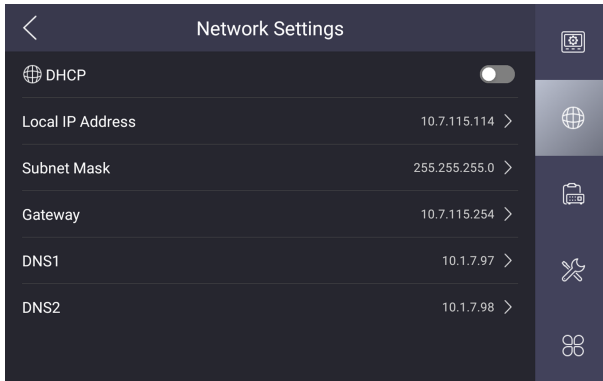 Network Settings
DHCP
Local IP Address 10.7.115.114
Subnet Mask 255.255.255.0
Gateway 10.7.115.254
DNS1 10.1.7.97
DNS2 10.1.7.98